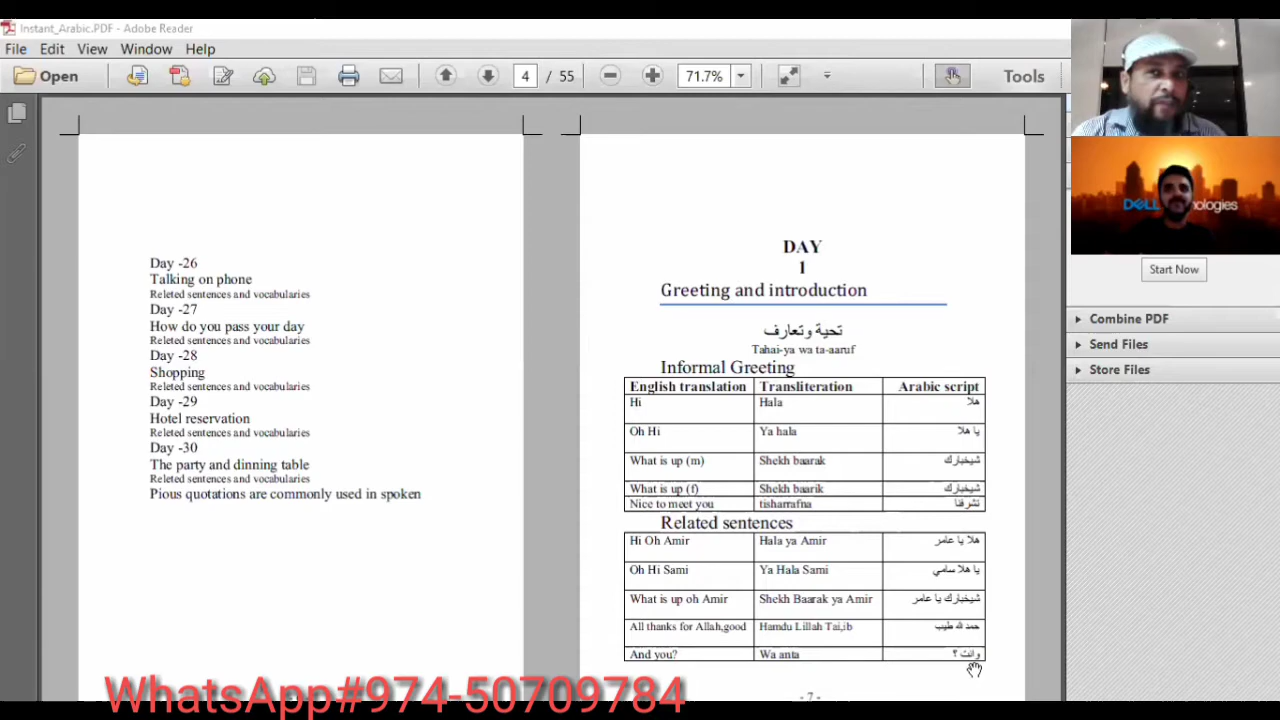 Instant_Arabic.PDF - Adobe Reader
File Edit View Window Help
Open 4 / 55 71.7% Tools
Day -26
Talking on phone
Releted sentences and vocabularies
Day -27
How do you pass your day
Releted sentences and vocabularies
Day -28
Shopping
Releted sentences and vocabularies
Day -29
Hotel reservation
Releted sentences and vocabularies
Day -30
The party and dinning table
Releted sentences and vocabularies
Pious quotations are commonly used in spoken
DAY
1
Greeting and introduction
تحية وتعارف
Tahai-ya wa ta-aaruf
Informal Greeting
English translation Transliteration Arabic script
Hi Hala هلا
Oh Hi Ya hala يا هلا
What is up (m) Shekh baarak شيخبارك
What is up (f) Shekh baarik شيخبارك
Nice to meet you tisharrafna تشرفنا
Related sentences
Hi Oh Amir Hala ya Amir هلا يا عامر
Oh Hi Sami Ya Hala Sami يا هلا سامي
What is up oh Amir Shekh Baarak ya Amir شيخبارك يا عامر
All thanks for Allah,good Hamdu Lillah Tai,ib حمد لله طيب
And you? Wa anta وانت ؟
- 7 -
DELL nologies
Start Now
Combine PDF
Send Files
Store Files
WhatsApp#974-50709784